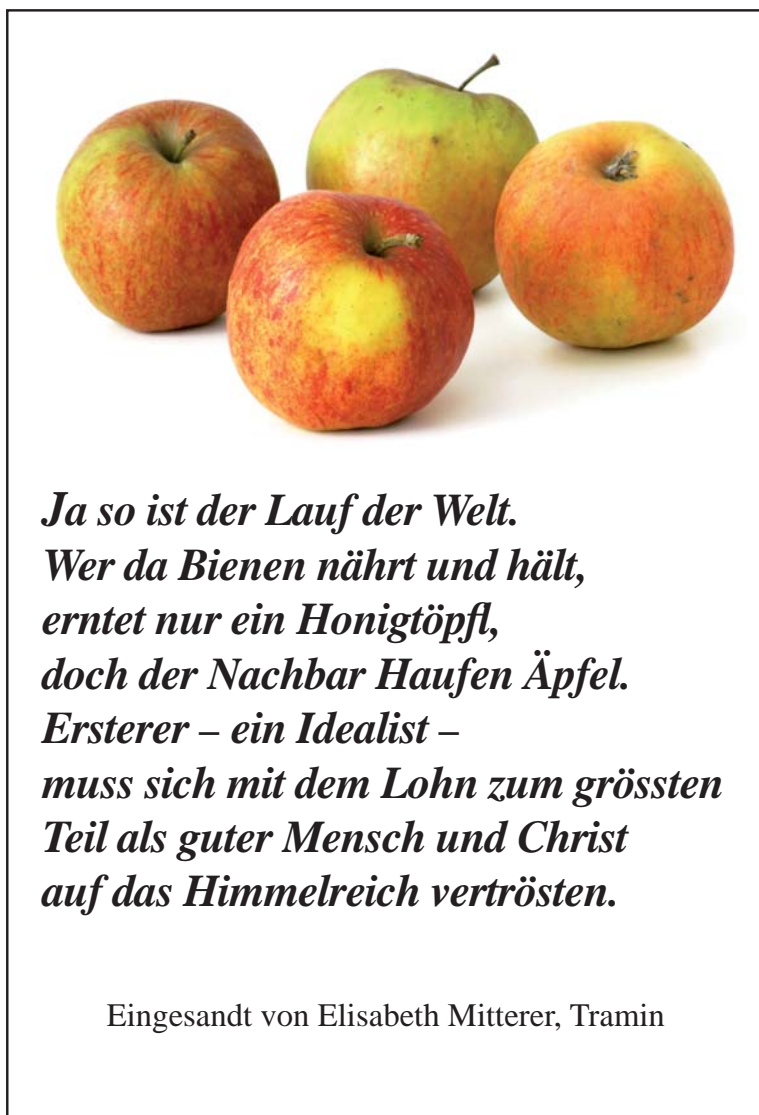 Ja so ist der Lauf der Welt.
Wer da Bienen nährt und hält,
erntet nur ein Honigtöpfl,
doch der Nachbar Haufen Äpfel.
Ersterer – ein Idealist –
muss sich mit dem Lohn zum grössten
Teil als guter Mensch und Christ
auf das Himmelreich vertrösten.
Eingesandt von Elisabeth Mitterer, Tramin